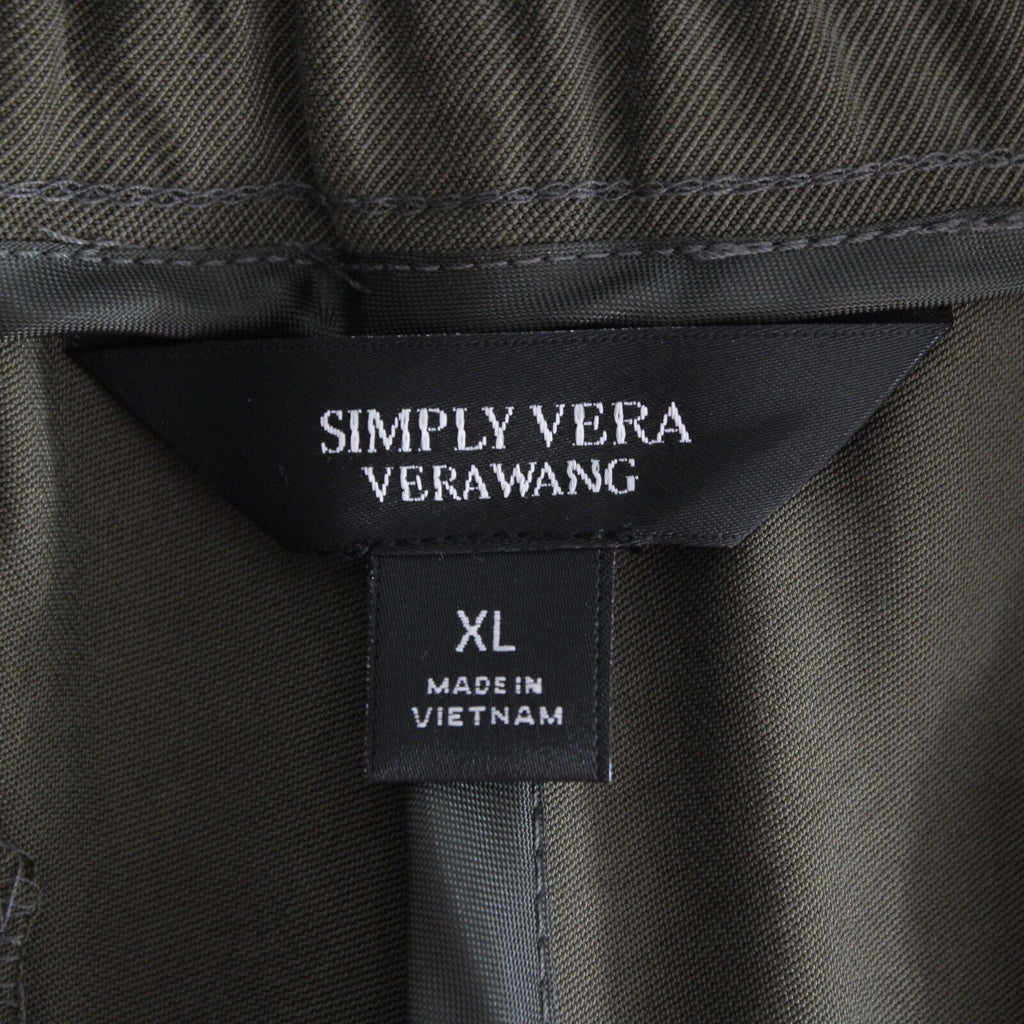 SIMPLY VERA
VERAWANG
XL
MADE IN
VIETNAM